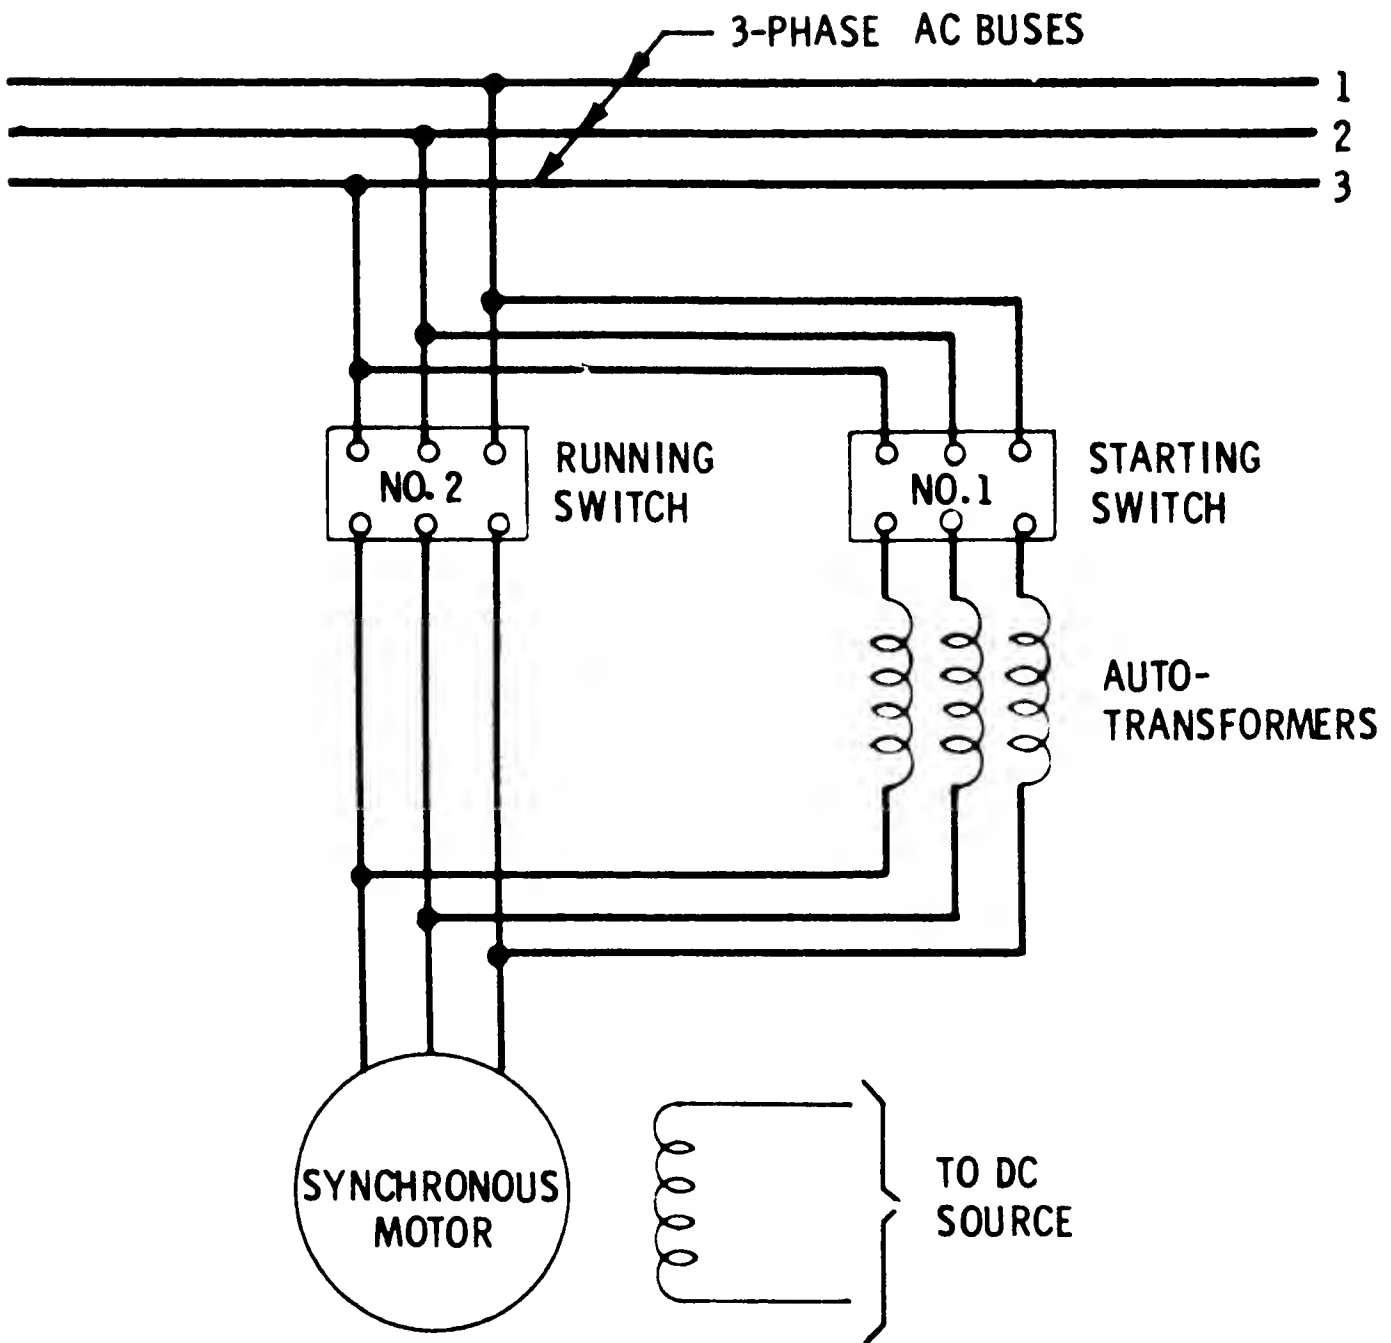 3-PHASE AC BUSES
1
2
3
NO. 2
RUNNING
SWITCH
NO. 1
STARTING
SWITCH
AUTO-
TRANSFORMERS
SYNCHRONOUS
MOTOR
TO DC
SOURCE